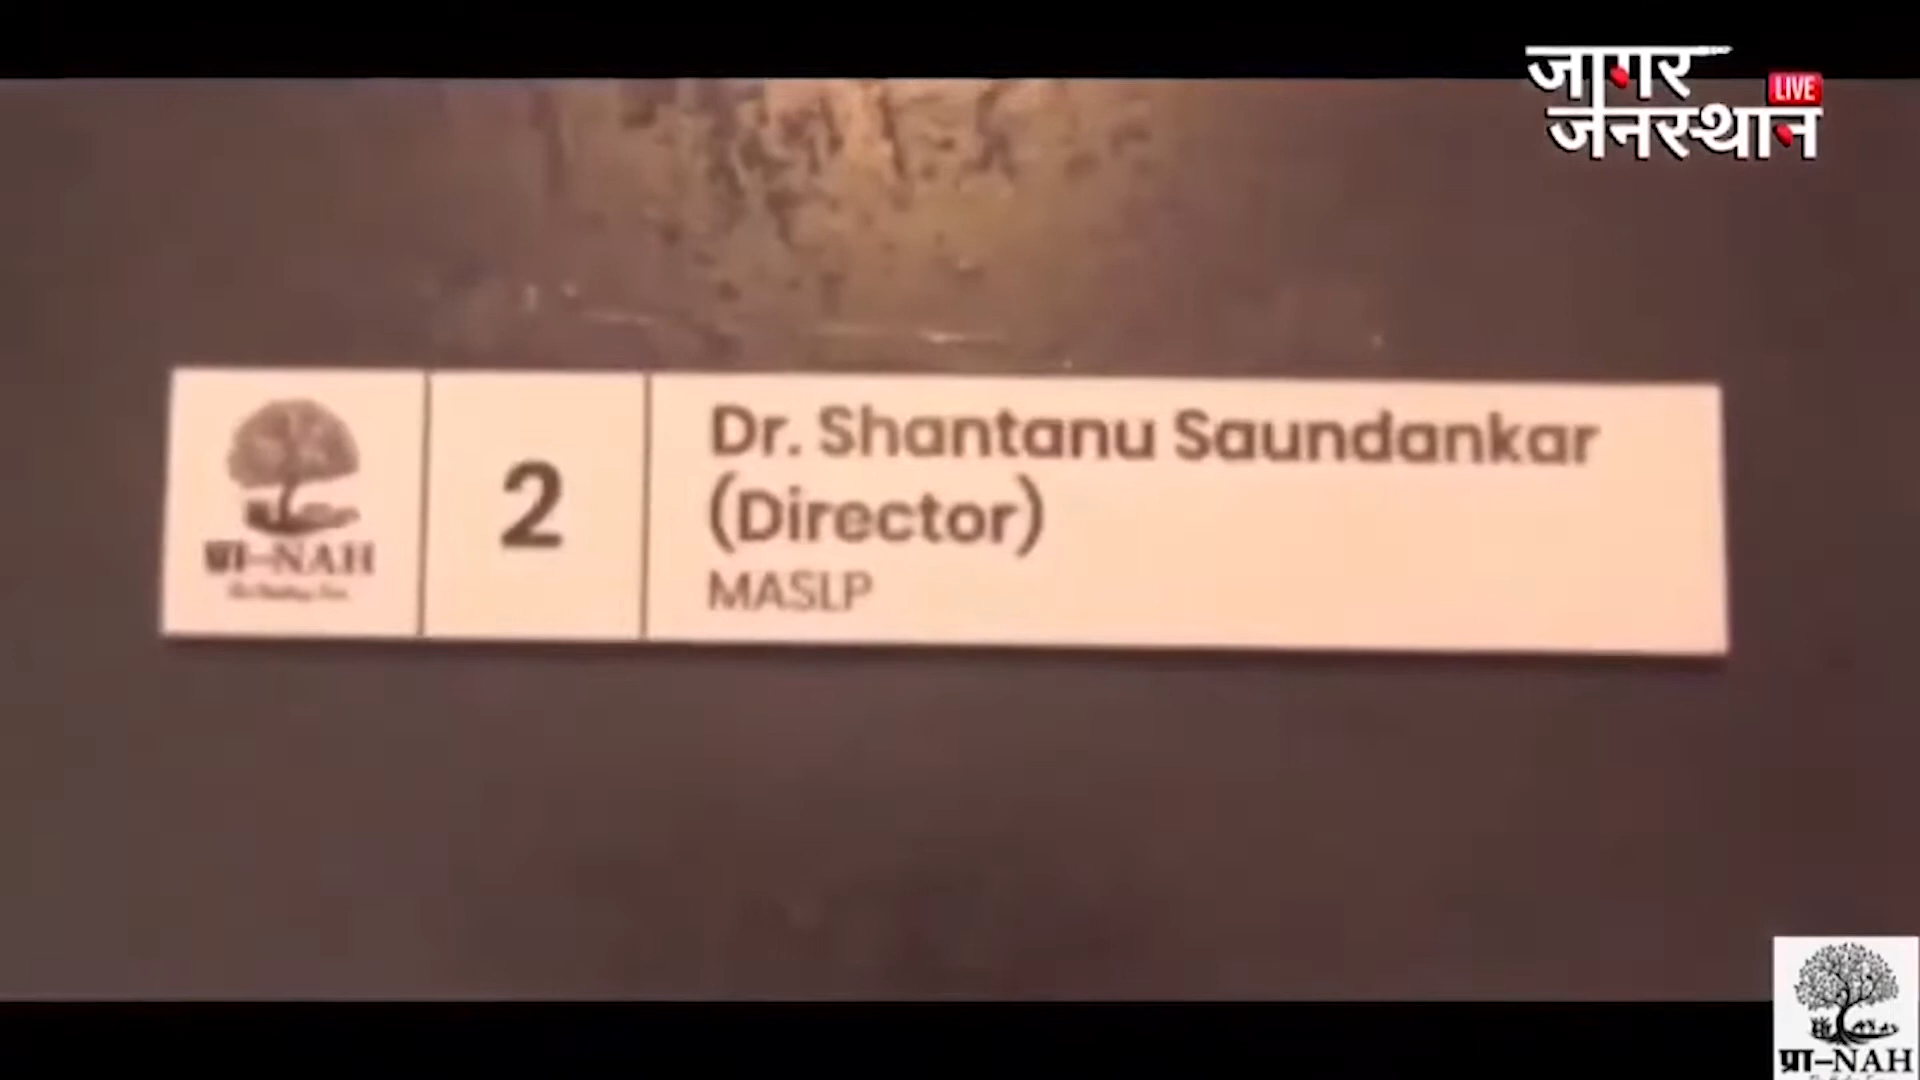 जागर
LIVE
जनस्थान
2
Dr. Shantanu Saundankar
(Director)
MASLP
प्रा-NAH
प्रा-NAH